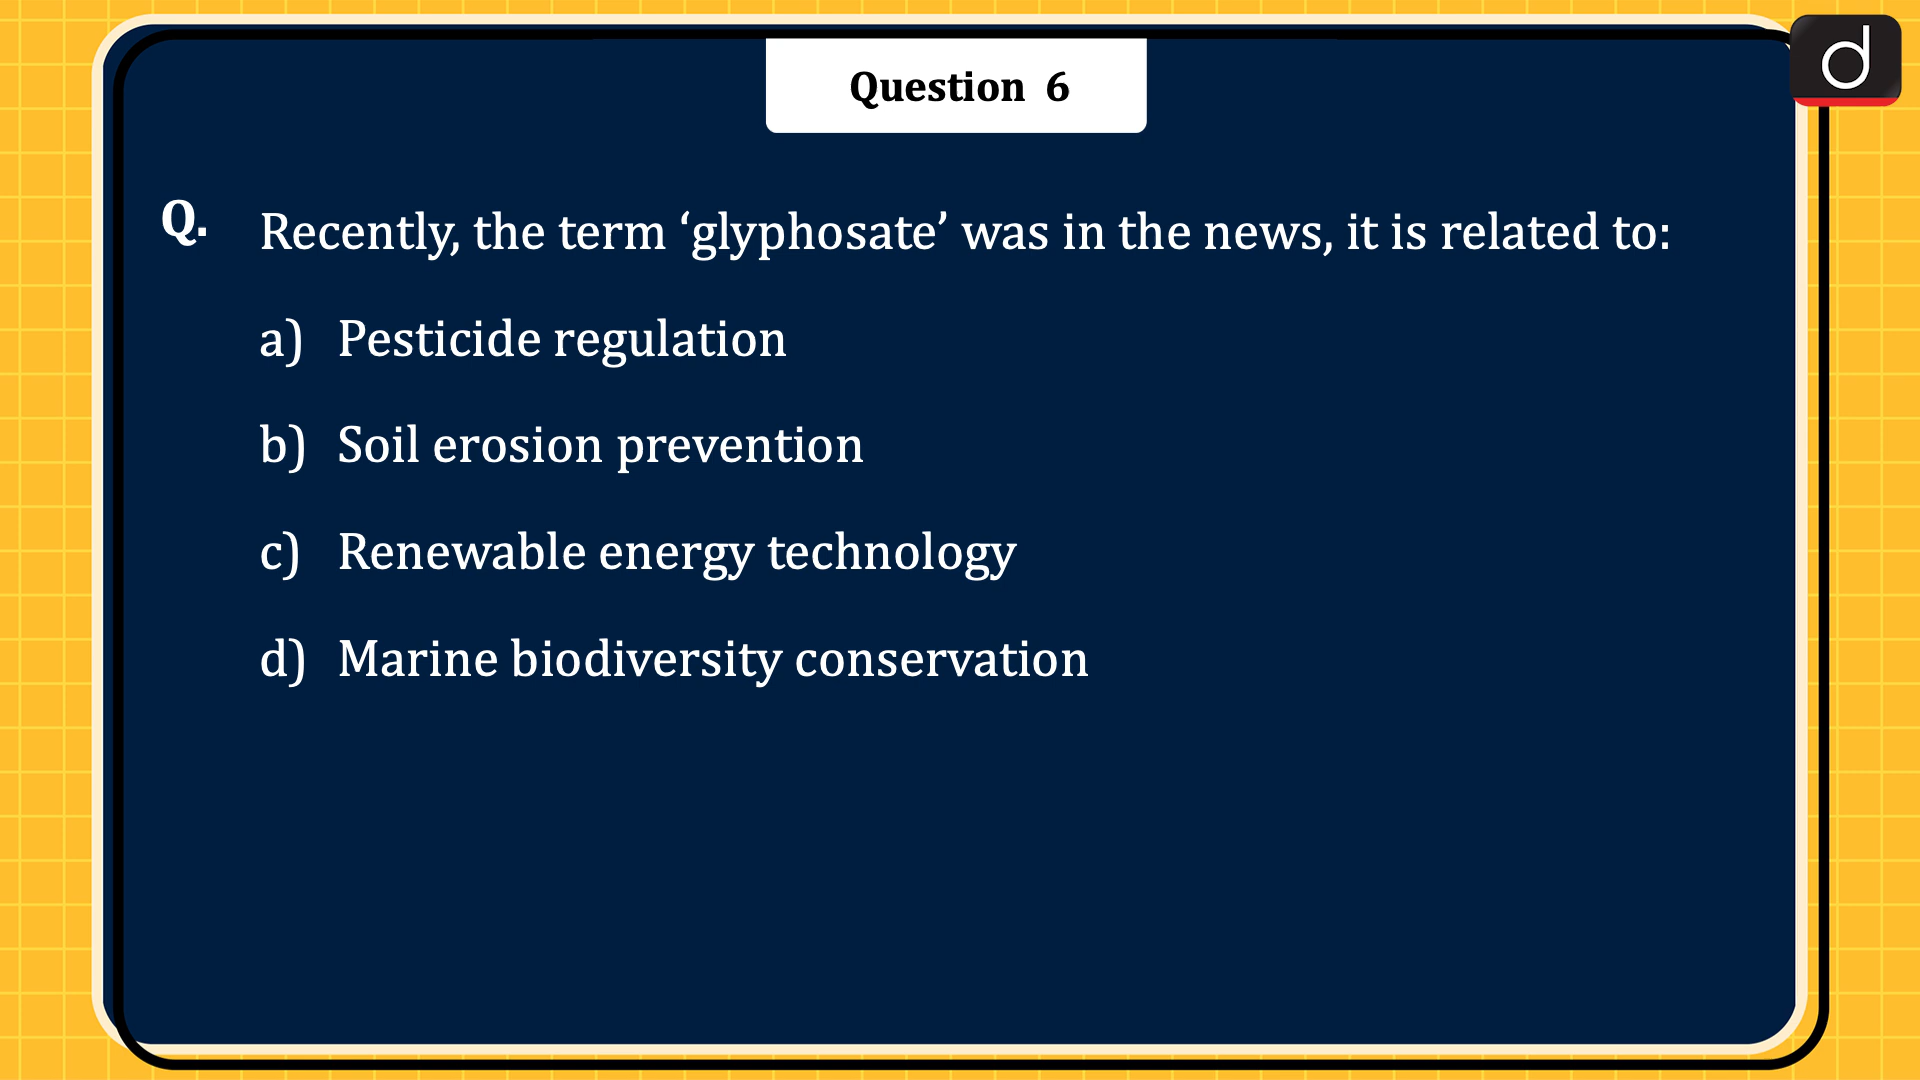 Question 6
Q. Recently, the term ‘glyphosate’ was in the news, it is related to:
a) Pesticide regulation
b) Soil erosion prevention
c) Renewable energy technology
d) Marine biodiversity conservation
d